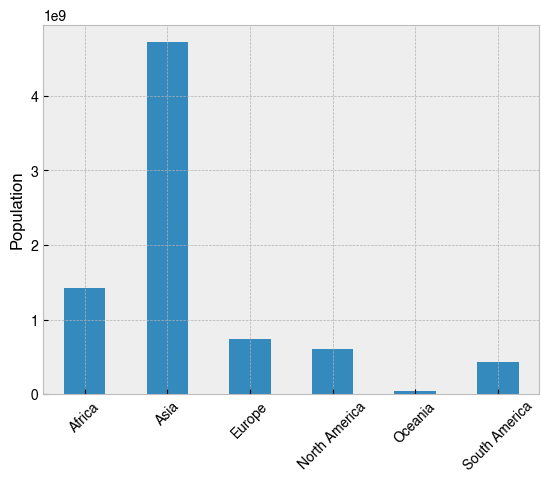 1e9
4
3
2
1
0
Population
Africa
Asia
Europe
North America
Oceania
South America